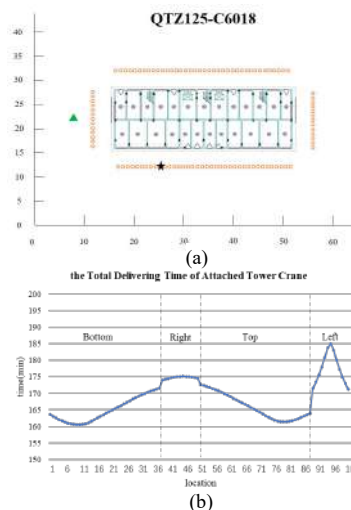 QTZ125-C6018
40
35
30
25
20
15
10
5
0
0 10 20 30 40 50 60
(a)
the Total Delivering Time of Attached Tower Crane
200
195
190
185
180
175
170
165
160
155
150
time(min)
Bottom Right Top Left
1 6 11 16 21 26 31 36 41 46 51 56 61 66 71 76 81 86 91 96
location
(b)